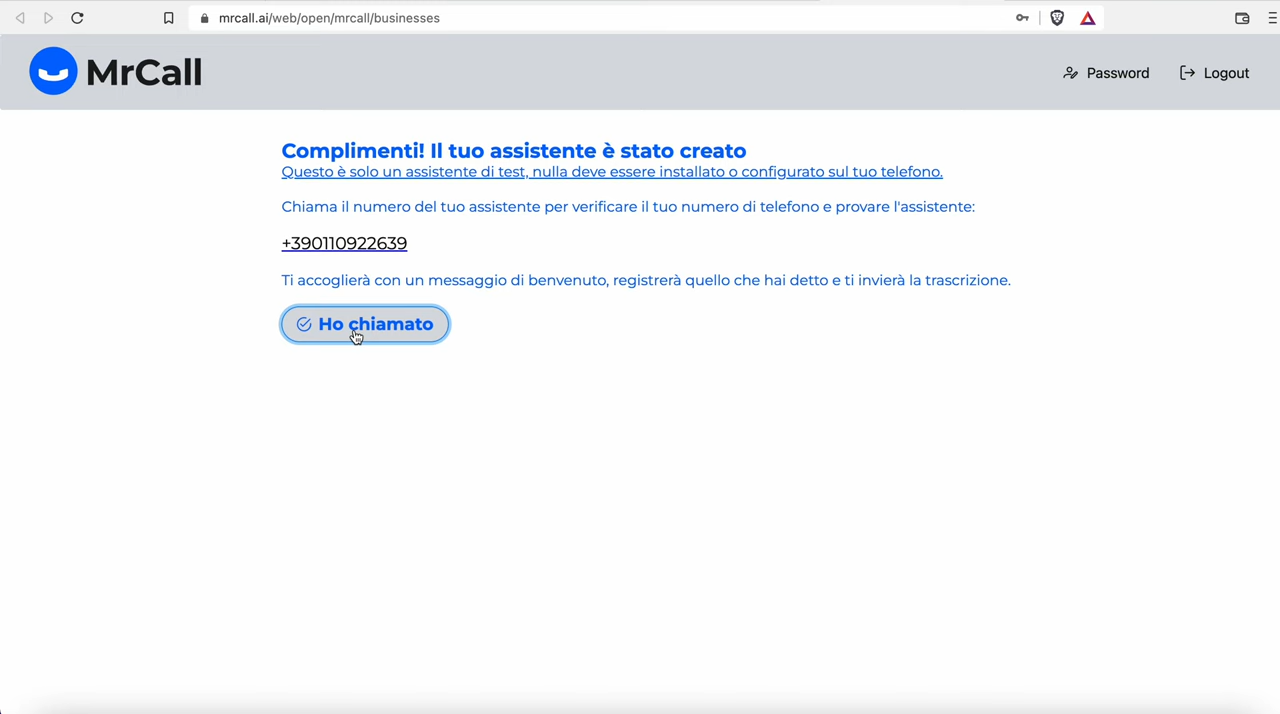 mrcall.ai/web/open/mrcall/businesses
MrCall
Password
Logout
Complimenti! Il tuo assistente è stato creato
Questo è solo un assistente di test, nulla deve essere installato o configurato sul tuo telefono.
Chiama il numero del tuo assistente per verificare il tuo numero di telefono e provare l'assistente:
+390110922639
Ti accoglierà con un messaggio di benvenuto, registrerà quello che hai detto e ti invierà la trascrizione.
Ho chiamato